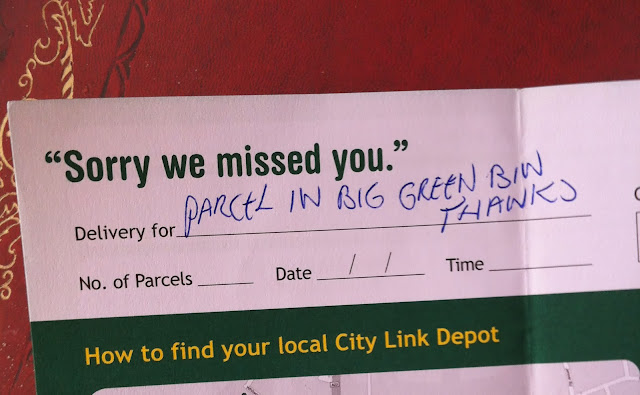 “Sorry we missed you.”
PARCEL IN BIG GREEN BIN
THANKS
Delivery for
No. of Parcels Date / / Time
How to find your local City Link Depot